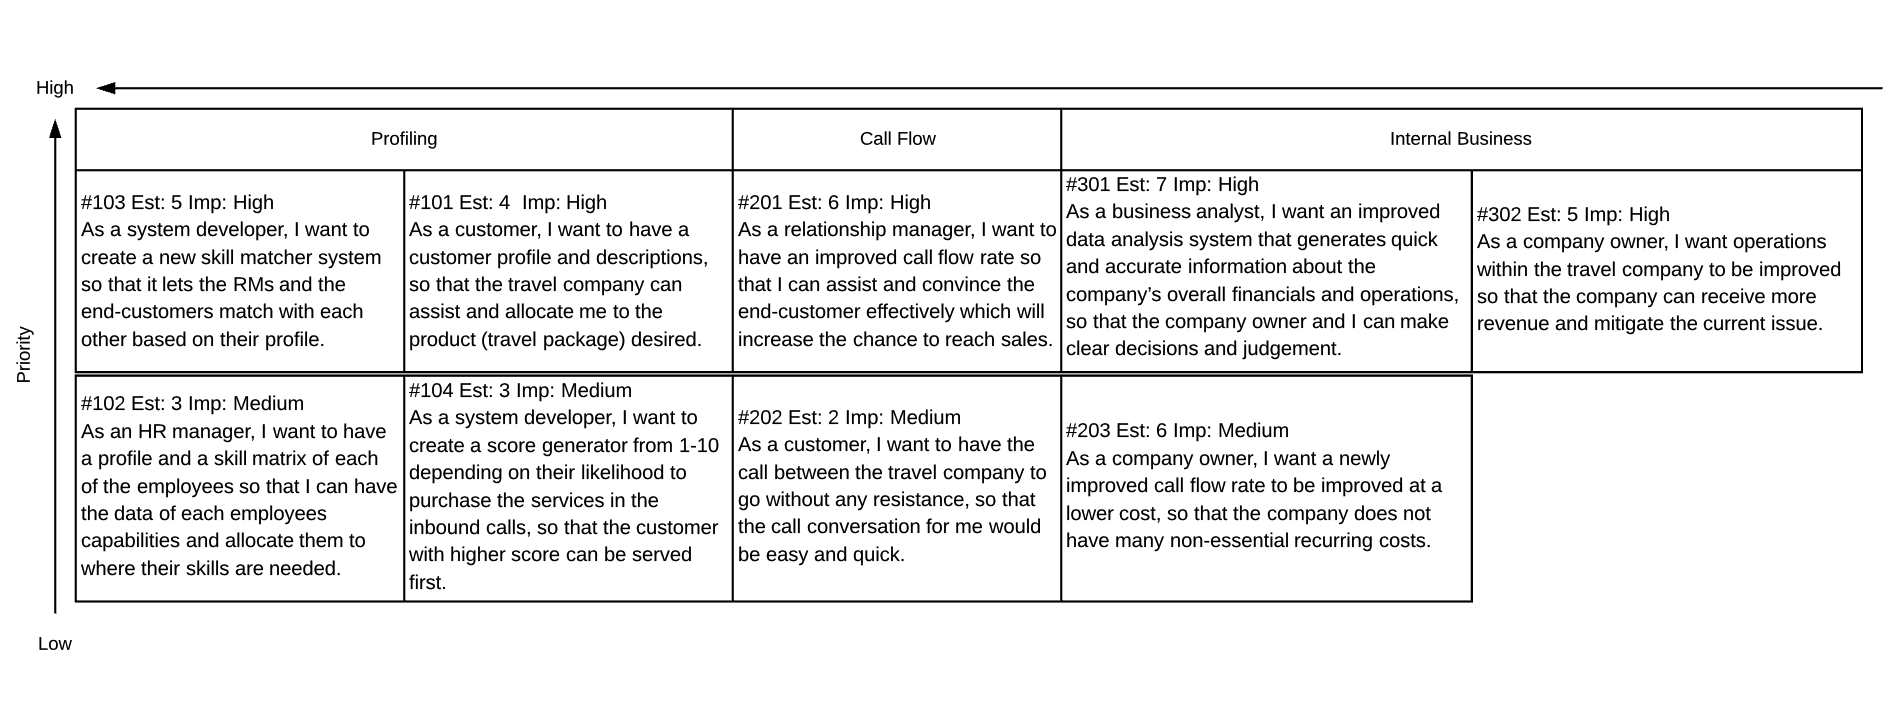 High
Profiling
Call Flow
Internal Business
#103 Est: 5 Imp: High
As a system developer, I want to
create a new skill matcher system
so that it lets the RMs and the
end-customers match with each
other based on their profile.
#101 Est: 4  Imp: High
As a customer, I want to have a
customer profile and descriptions,
so that the travel company can
assist and allocate me to the
product (travel package) desired.
#201 Est: 6 Imp: High
As a relationship manager, I want to
have an improved call flow rate so
that I can assist and convince the
end-customer effectively which will
increase the chance to reach sales.
#301 Est: 7 Imp: High
As a business analyst, I want an improved
data analysis system that generates quick
and accurate information about the
company’s overall financials and operations,
so that the company owner and I can make
clear decisions and judgement.
#302 Est: 5 Imp: High
As a company owner, I want operations
within the travel company to be improved
so that the company can receive more
revenue and mitigate the current issue.
Priority
#102 Est: 3 Imp: Medium
As an HR manager, I want to have
a profile and a skill matrix of each
of the employees so that I can have
the data of each employees
capabilities and allocate them to
where their skills are needed.
#104 Est: 3 Imp: Medium
As a system developer, I want to
create a score generator from 1-10
depending on their likelihood to
purchase the services in the
inbound calls, so that the customer
with higher score can be served
first.
#202 Est: 2 Imp: Medium
As a customer, I want to have the
call between the travel company to
go without any resistance, so that
the call conversation for me would
be easy and quick.
#203 Est: 6 Imp: Medium
As a company owner, I want a newly
improved call flow rate to be improved at a
lower cost, so that the company does not
have many non-essential recurring costs.
Low